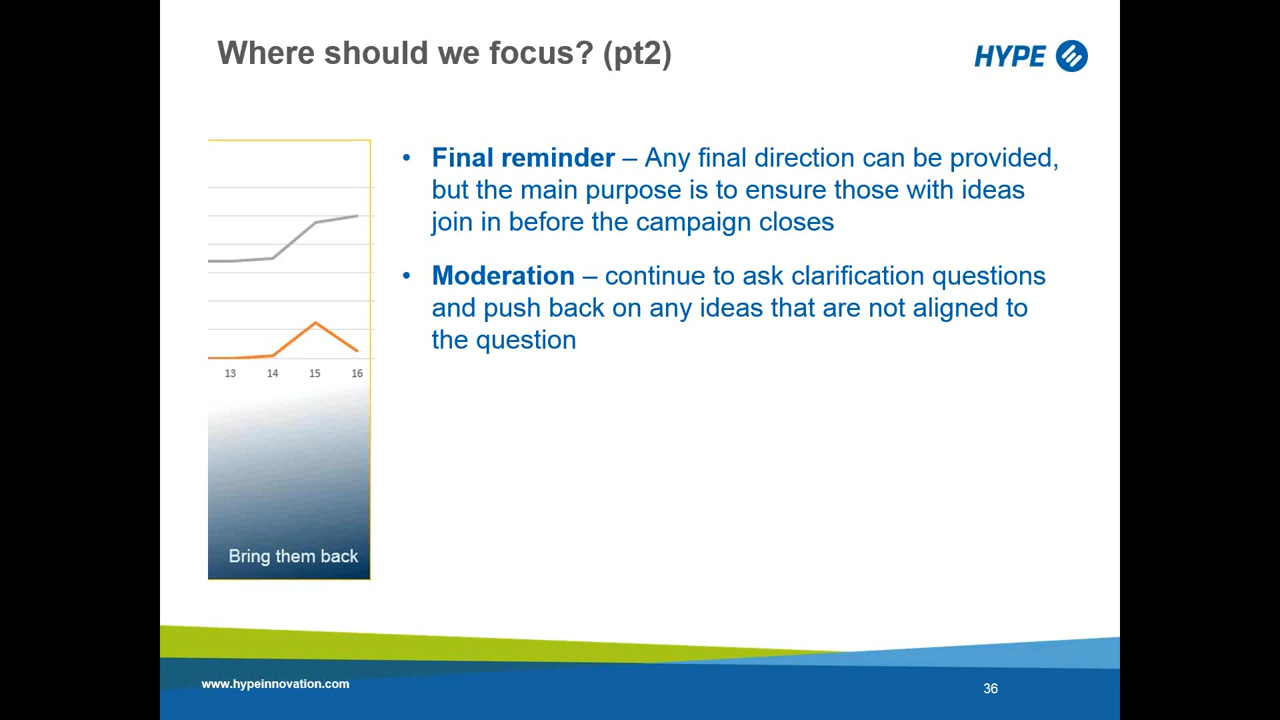 Where should we focus? (pt2)
HYPE
• Final reminder – Any final direction can be provided,
but the main purpose is to ensure those with ideas
join in before the campaign closes
• Moderation – continue to ask clarification questions
and push back on any ideas that are not aligned to
the question
13 14 15 16
Bring them back
www.hypeinnovation.com
36